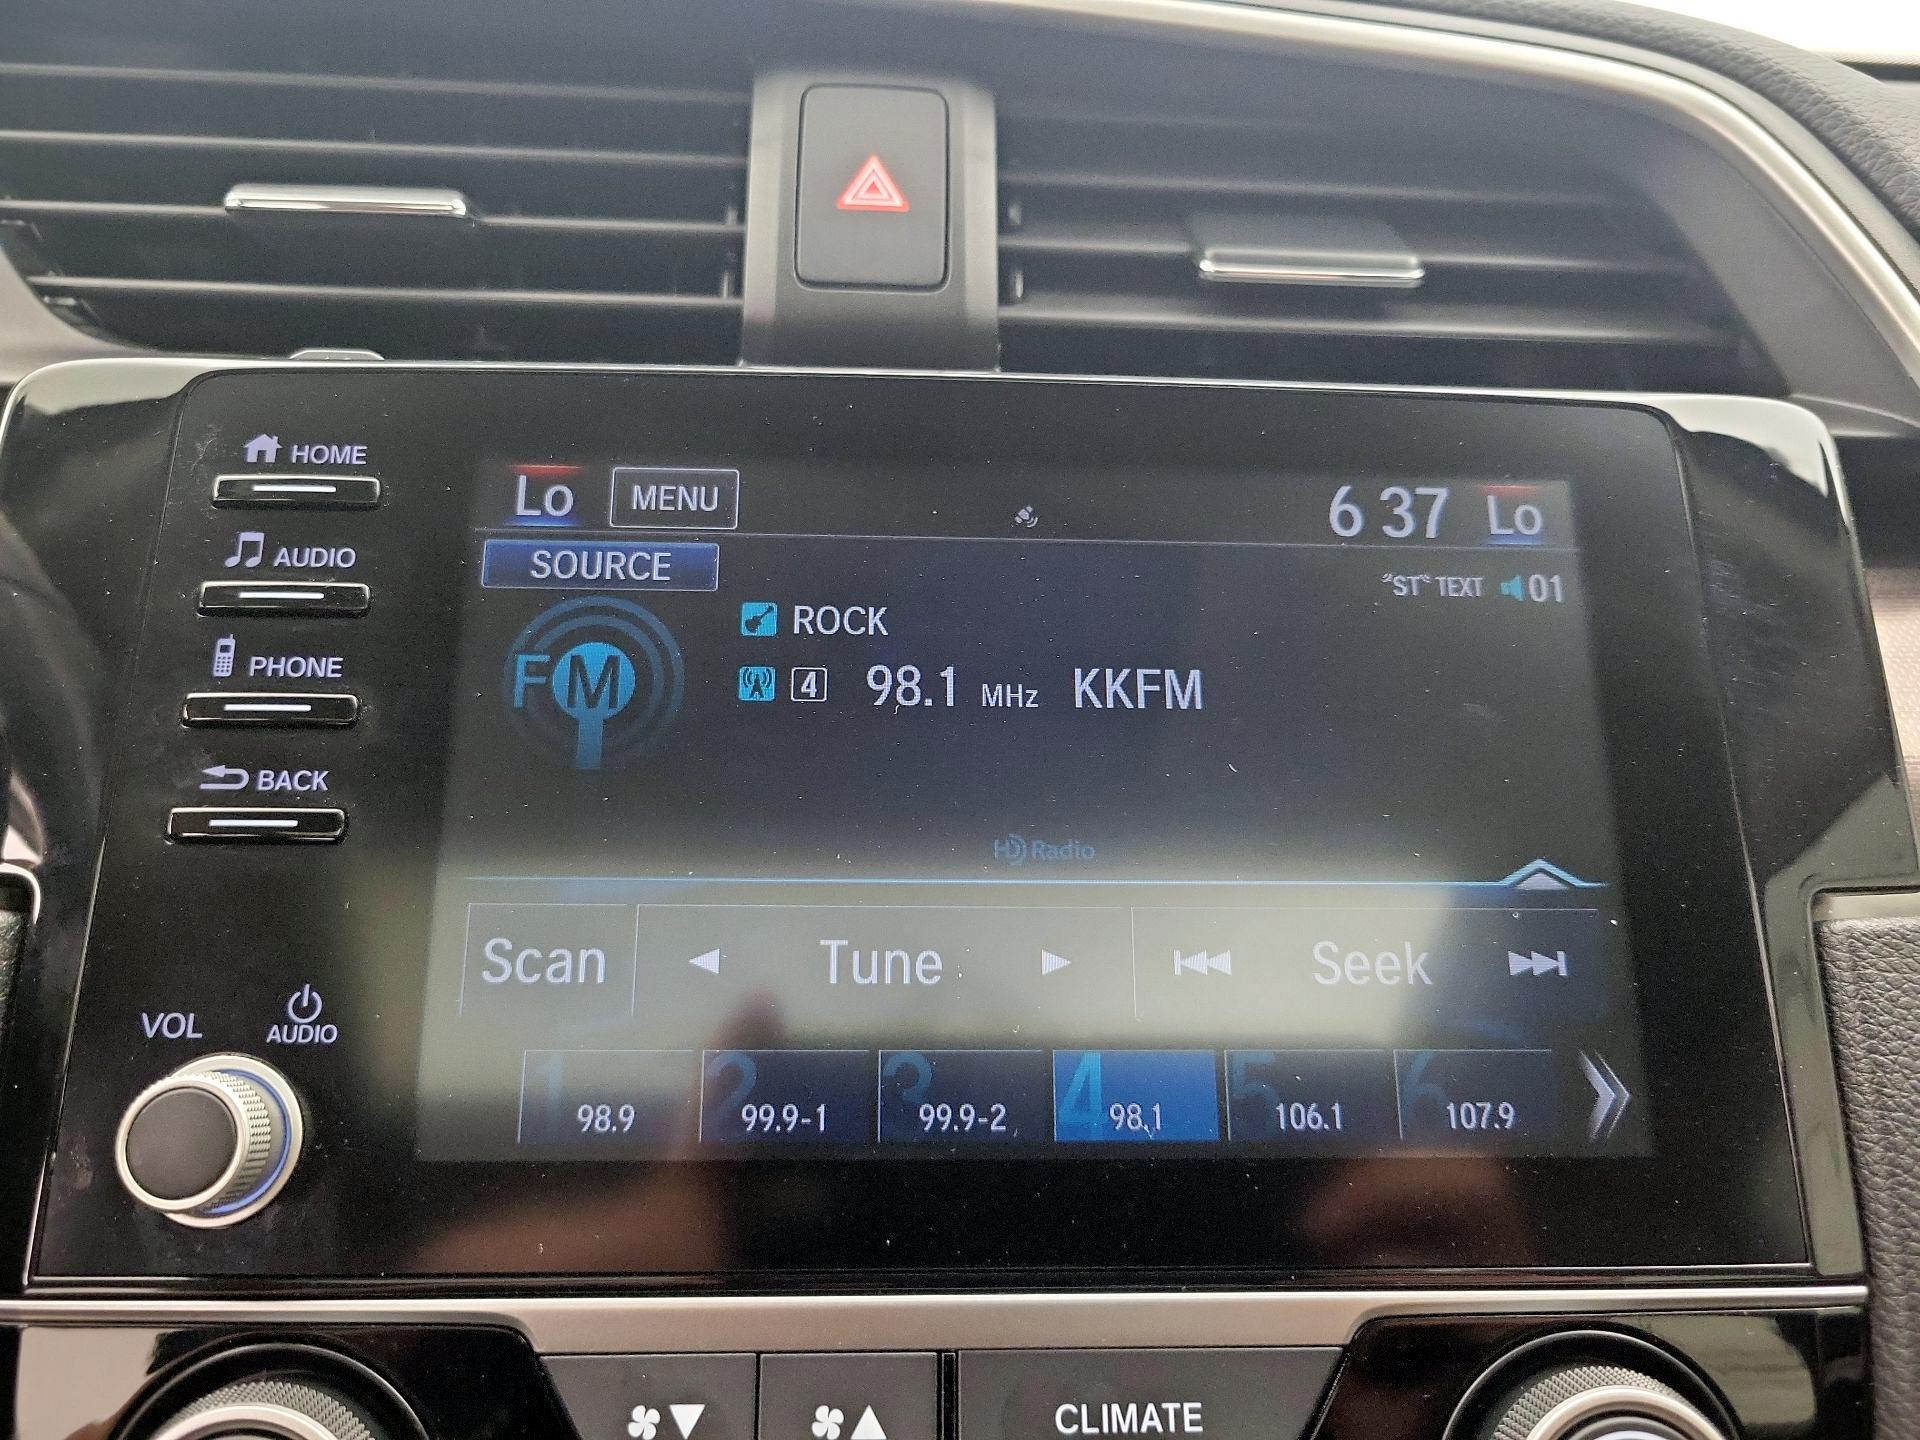 HOME
Lo MENU 6 37 Lo
AUDIO
SOURCE
"ST" TEXT 01
ROCK
FM
4 98.1 MHz KKFM
PHONE
BACK
HD Radio
Scan Tune Seek
VOL AUDIO
1 98.9
2 99.9-1
3 99.9-2
4 98.1
5 106.1
6 107.9
CLIMATE